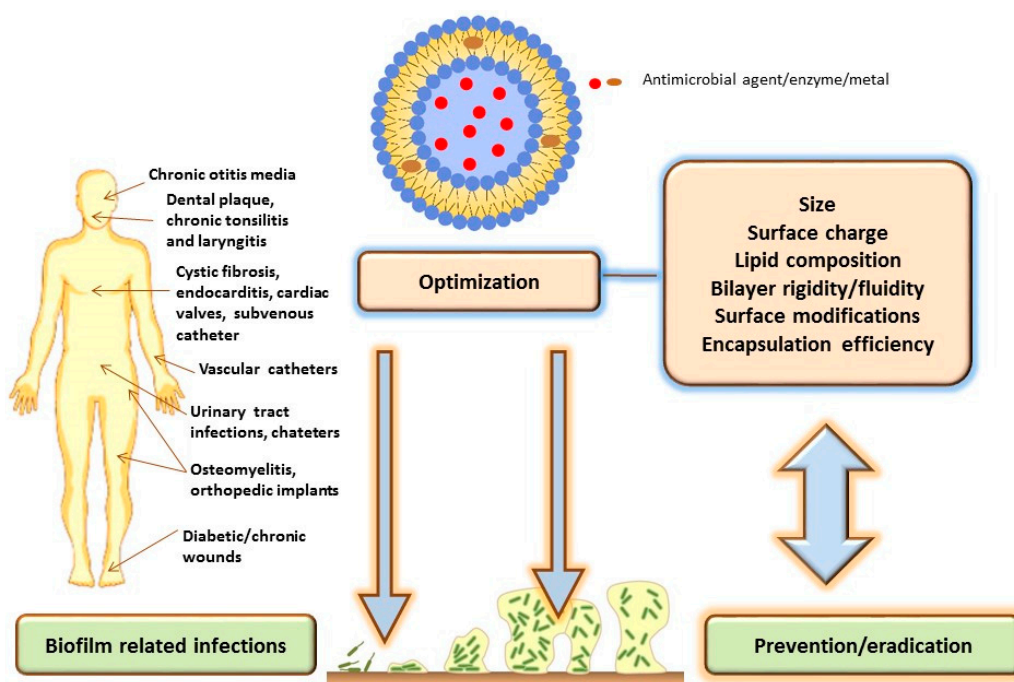 Antimicrobial agent/enzyme/metal
Chronic otitis media
Dental plaque,
chronic tonsilitis
and laryngitis
Cystic fibrosis,
endocarditis, cardiac
valves, subvenous
catheter
Vascular catheters
Urinary tract
infections, chateters
Osteomyelitis,
orthopedic implants
Diabetic/chronic
wounds
Biofilm related infections
Optimization
Size
Surface charge
Lipid composition
Bilayer rigidity/fluidity
Surface modifications
Encapsulation efficiency
Prevention/eradication